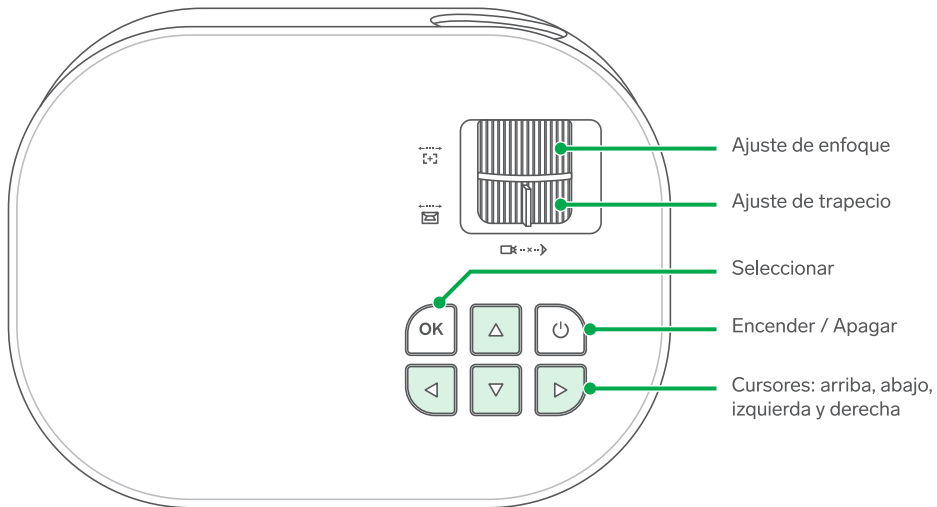 Ajuste de enfoque
Ajuste de trapecio
Seleccionar
OK
Encender / Apagar
Cursores: arriba, abajo,
izquierda y derecha